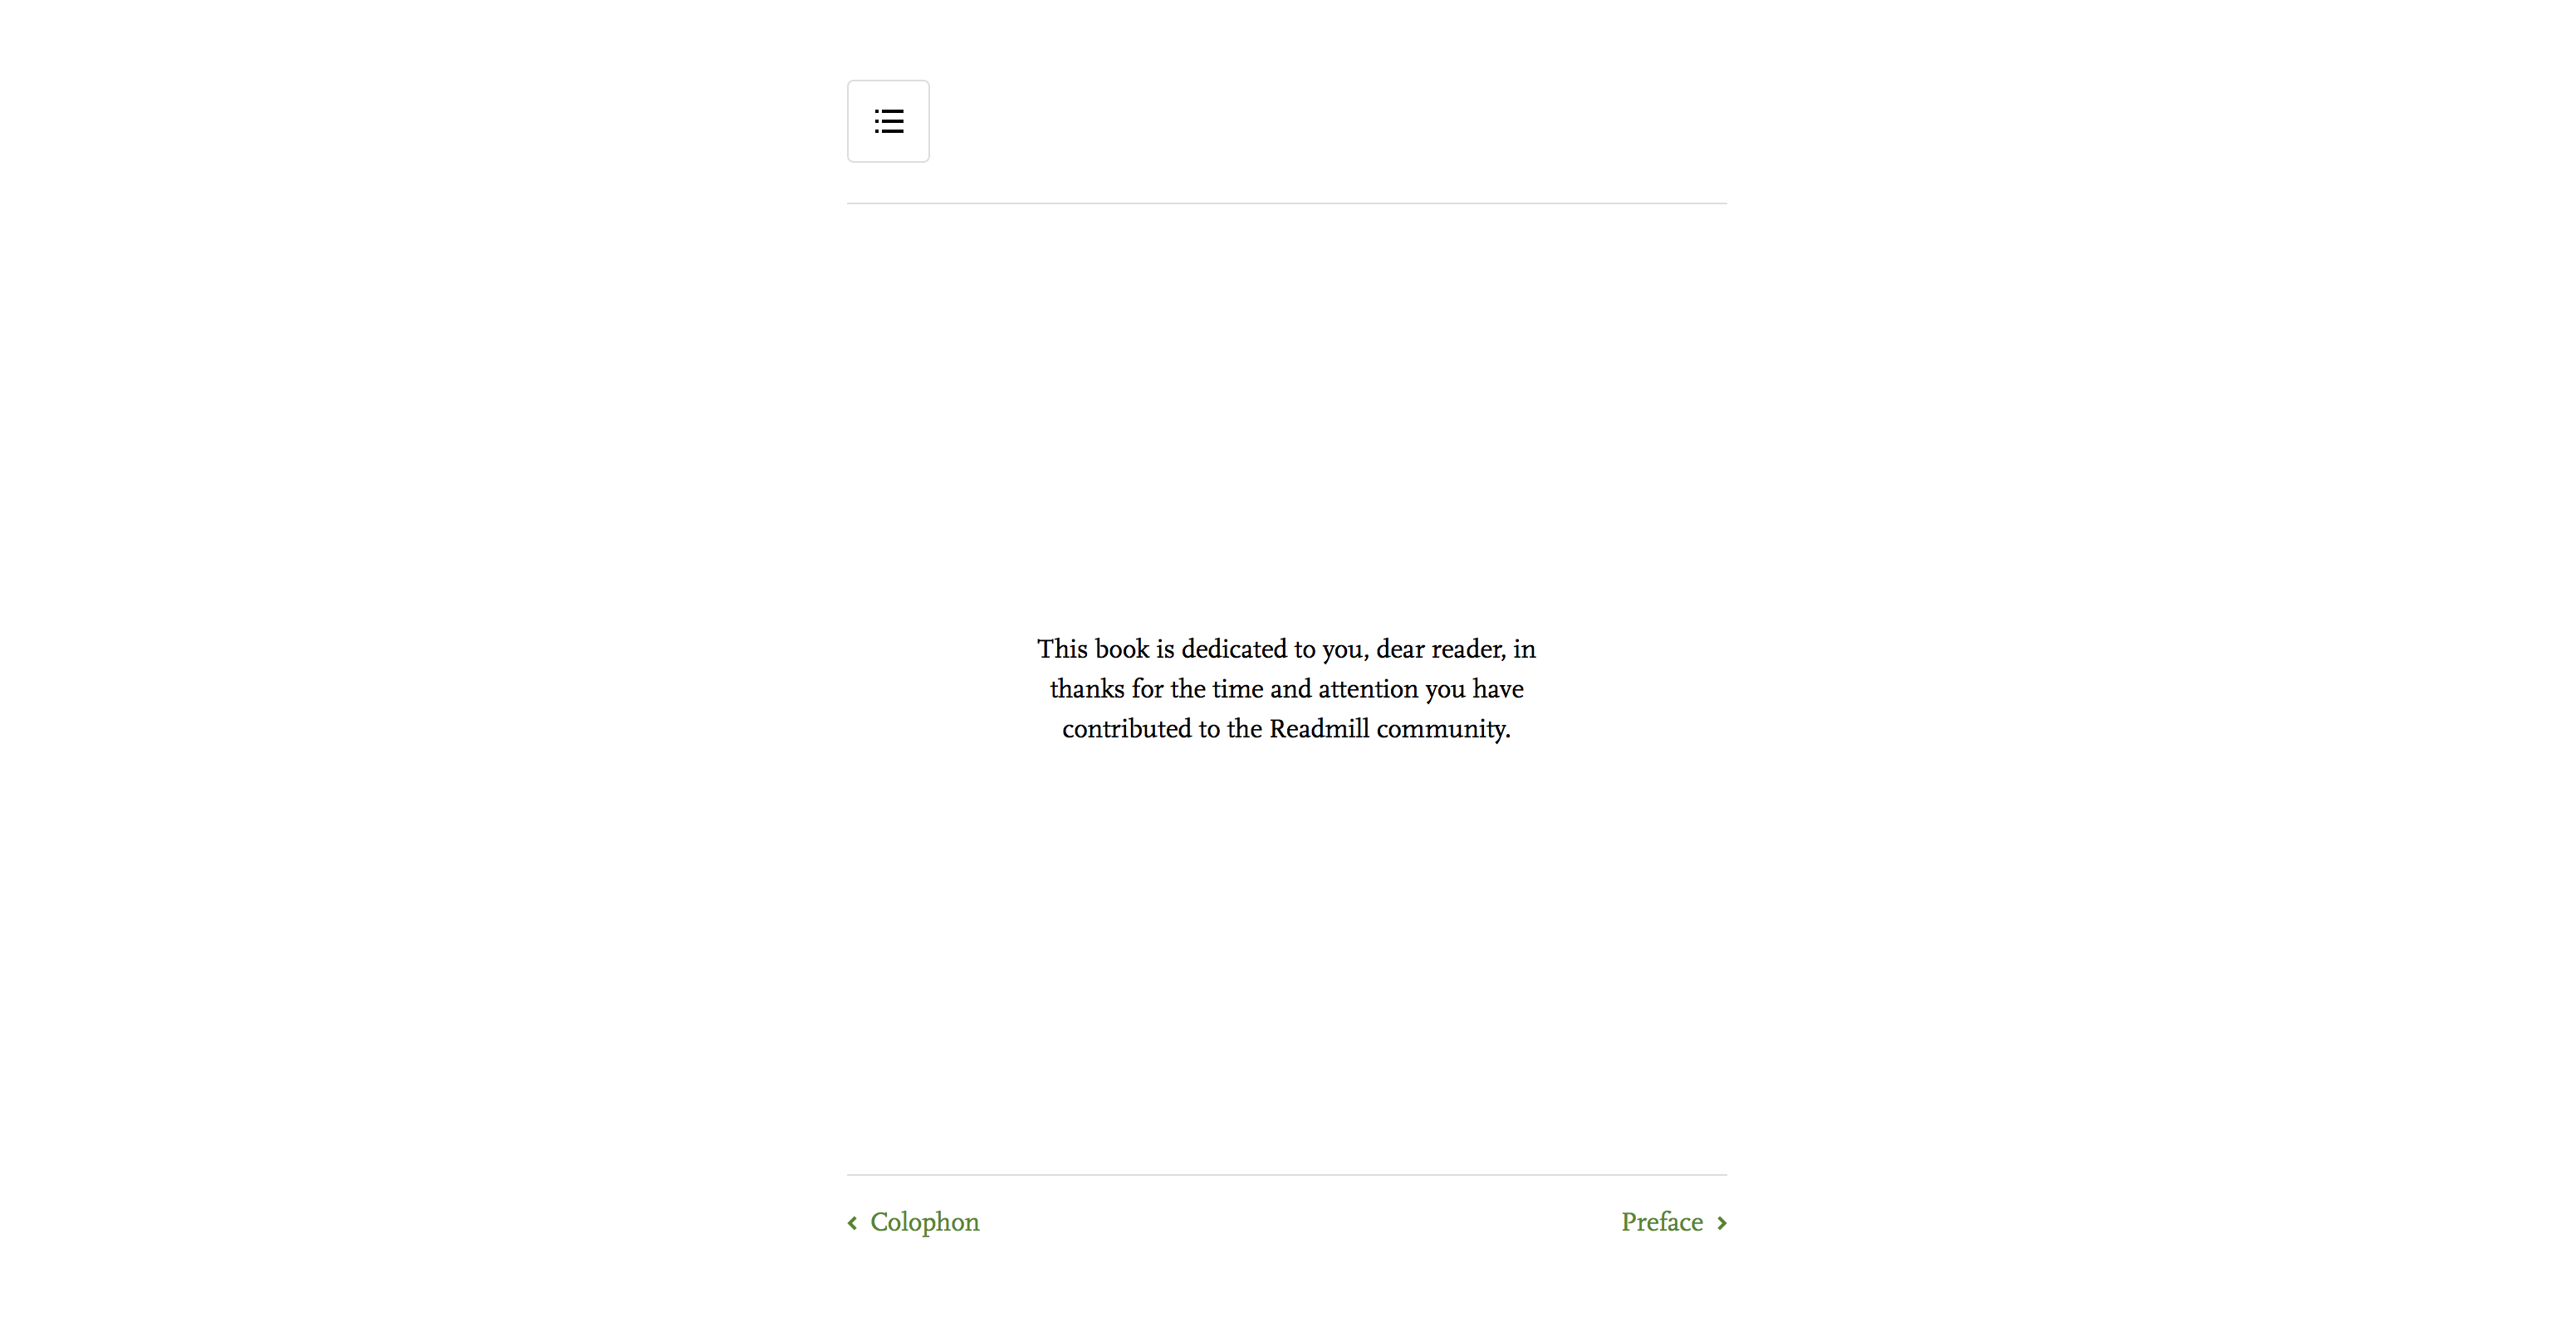 This book is dedicated to you, dear reader, in
thanks for the time and attention you have
contributed to the Readmill community.
Colophon
Preface